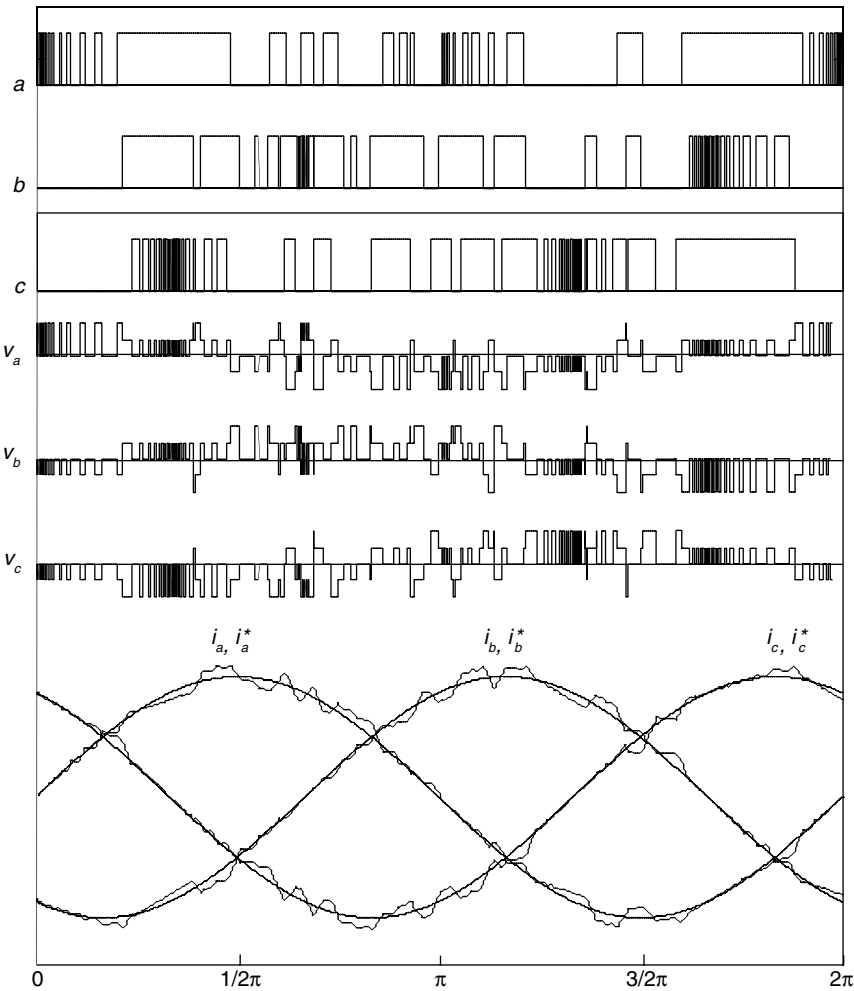 a
b
c
v_a
v_b
v_c
i_a, i_a^*
i_b, i_b^*
i_c, i_c^*
0
1/2π
π
3/2π
2π